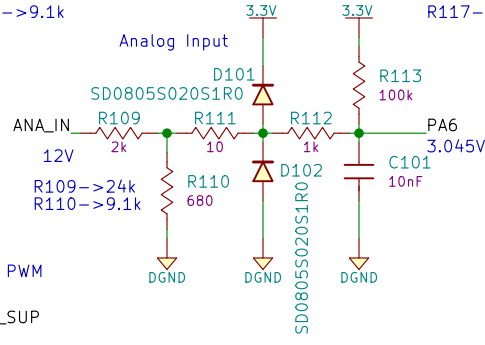 ->9.1k
3.3V
3.3V
R117-
Analog Input
D101
SD0805S020S1R0
R113
100k
ANA_IN
R109
2k
R111
10
R112
1k
PA6
3.045V
12V
R110
680
D102
SD0805S020S1R0
C101
10nF
R109->24k
R110->9.1k
DGND
DGND
DGND
PWM
_SUP